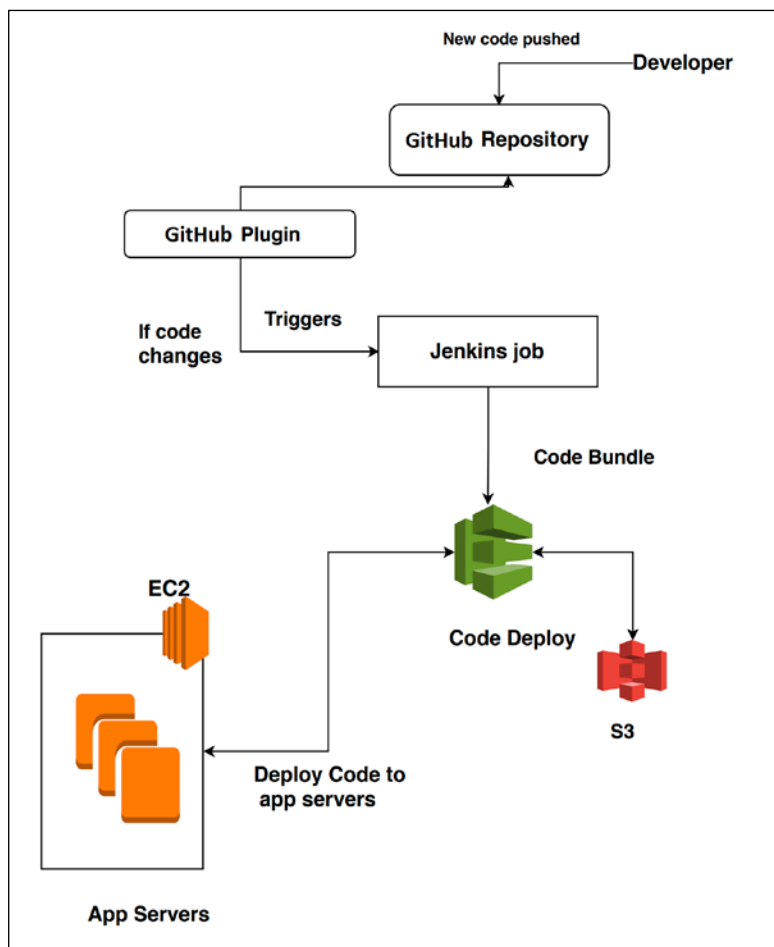 New code pushed
Developer
GitHub Repository
GitHub Plugin
If code
changes
Triggers
Jenkins job
Code Bundle
EC2
Code Deploy
S3
Deploy Code to
app servers
App Servers